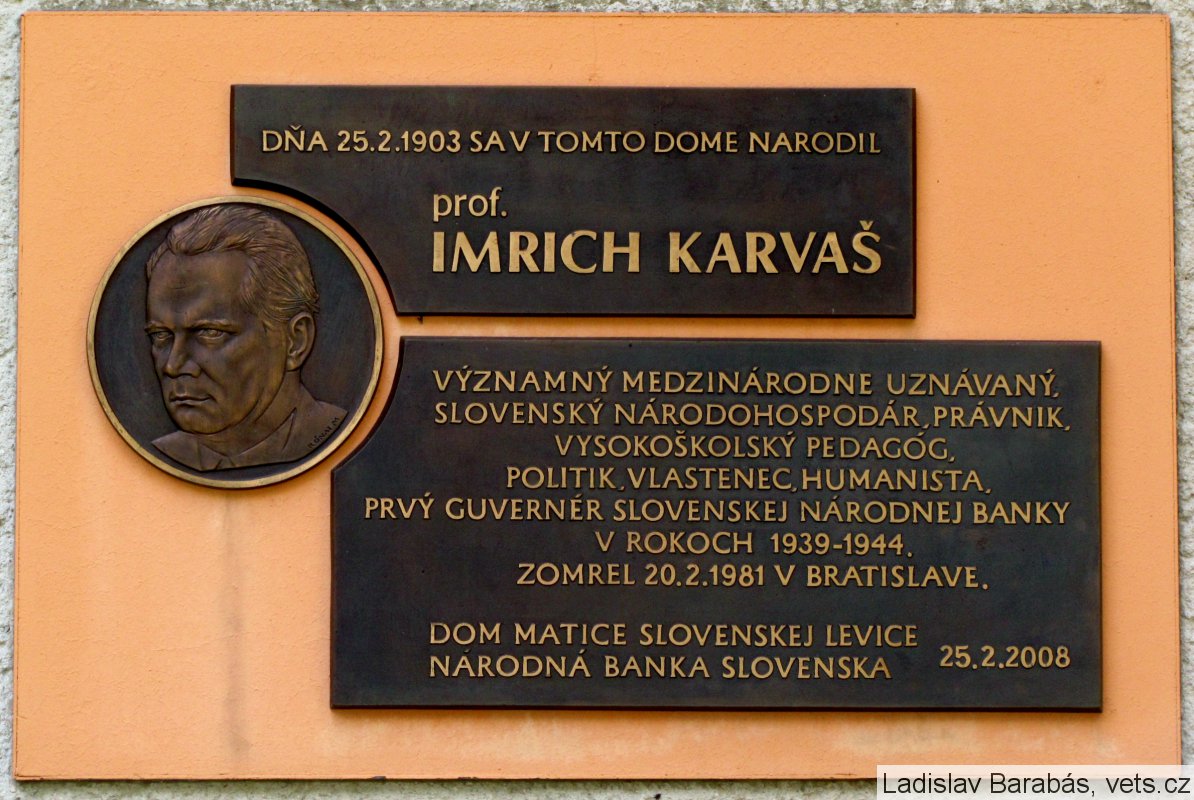 DŇA 25.2.1903 SA V TOMTO DOME NARODIL
prof.
IMRICH KARVAŠ
VÝZNAMNÝ MEDZINÁRODNE UZNÁVANÝ,
SLOVENSKÝ NÁRODOHOSPODÁR, PRÁVNIK,
VYSOKOŠKOLSKÝ PEDAGÓG,
POLITIK, VLASTENEC, HUMANISTA,
PRVÝ GUVERNÉR SLOVENSKEJ NÁRODNEJ BANKY
V ROKOCH 1939-1944.
ZOMREL 20.2.1981 V BRATISLAVE.
DOM MATICE SLOVENSKEJ LEVICE
NÁRODNÁ BANKA SLOVENSKA
25.2.2008
Ladislav Barabás, vets.cz